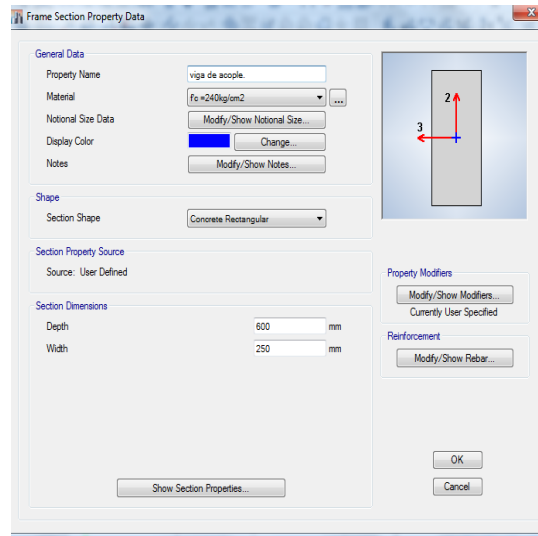 Frame Section Property Data
General Data
Property Name viga de acople.
Material f'c =240kg/cm2 ...
Notional Size Data Modify/Show Notional Size...
Display Color Change...
Notes Modify/Show Notes...
2
3
Shape
Section Shape Concrete Rectangular
Section Property Source
Source: User Defined
Section Dimensions
Depth 600 mm
Width 250 mm
Property Modifiers
Modify/Show Modifiers...
Currently User Specified
Reinforcement
Modify/Show Rebar...
OK
Show Section Properties...
Cancel